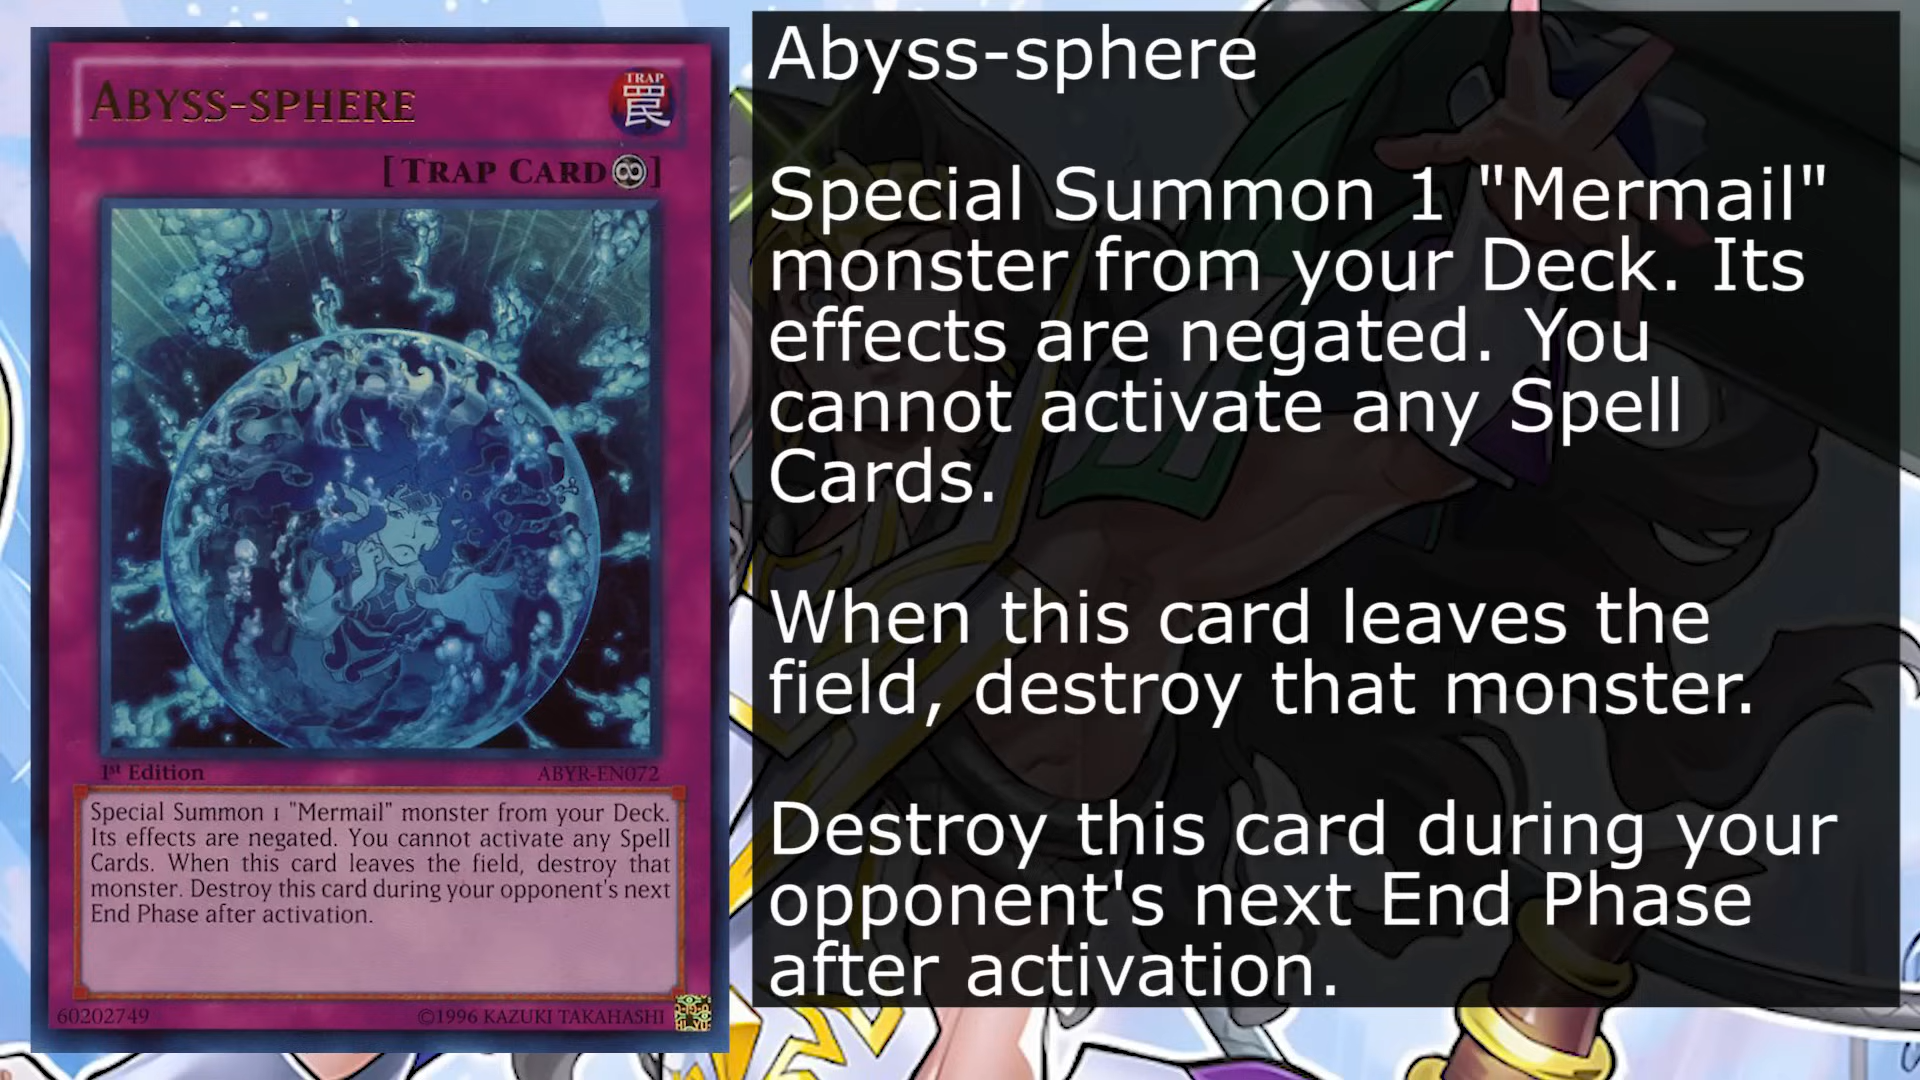 ABYSS-SPHERE
TRAP
罠
[TRAP CARD∞]
1st Edition
ABYR-EN072
Special Summon 1 "Mermail" monster from your Deck.
Its effects are negated. You cannot activate any Spell
Cards. When this card leaves the field, destroy that
monster. Destroy this card during your opponent's next
End Phase after activation.
60202749
©1996 KAZUKI TAKAHASHI
Abyss-sphere
Special Summon 1 "Mermail"
monster from your Deck. Its
effects are negated. You
cannot activate any Spell
Cards.
When this card leaves the
field, destroy that monster.
Destroy this card during your
opponent's next End Phase
after activation.